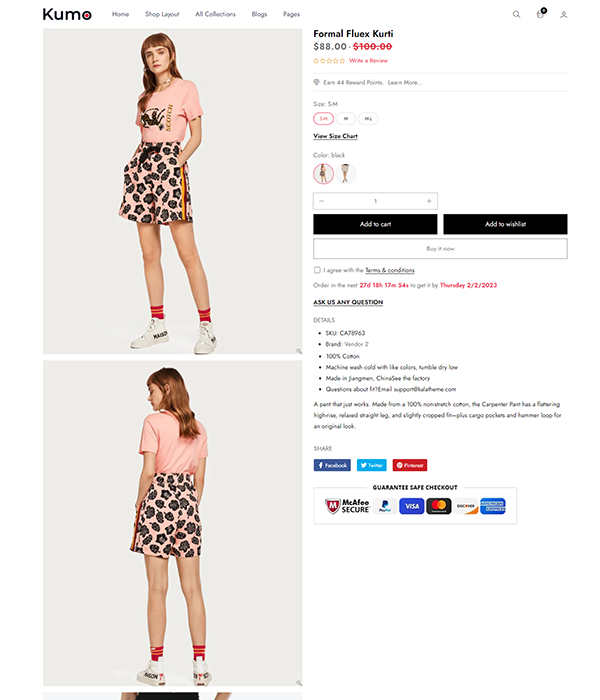 Kumo
Home Shop Layout All Collections Blogs Pages
0
Formal Fluex Kurti
$88.00 - $100.00
Write a Review
Earn 44 Reward Points. Learn More...
Size: S-M
S-M M M-L
View Size Chart
Color: black
− 1 +
Add to cart Add to wishlist
Buy it now
I agree with the Terms & conditions
Order in the next 27d 18h 17m 54s to get it by Thursday 2/2/2023
ASK US ANY QUESTION
DETAILS
SKU: CA78963
Brand: Vendor 2
100% Cotton
Machine wash cold with like colors, tumble dry low
Made in Jiangmen, ChinaSee the factory
Questions about fit?Email support@kalatheme.com
A pant that just works. Made from a 100% non-stretch cotton, the Carpenter Pant has a flattering
high-rise, relaxed straight leg, and slightly cropped fit—plus cargo pockets and hammer loop for
an original look.
SHARE
Facebook Twitter Pinterest
GUARANTEE SAFE CHECKOUT
McAfee SECURE PayPal VISA mastercard DISCOVER AMERICAN EXPRESS
SCOTCH
MAISON